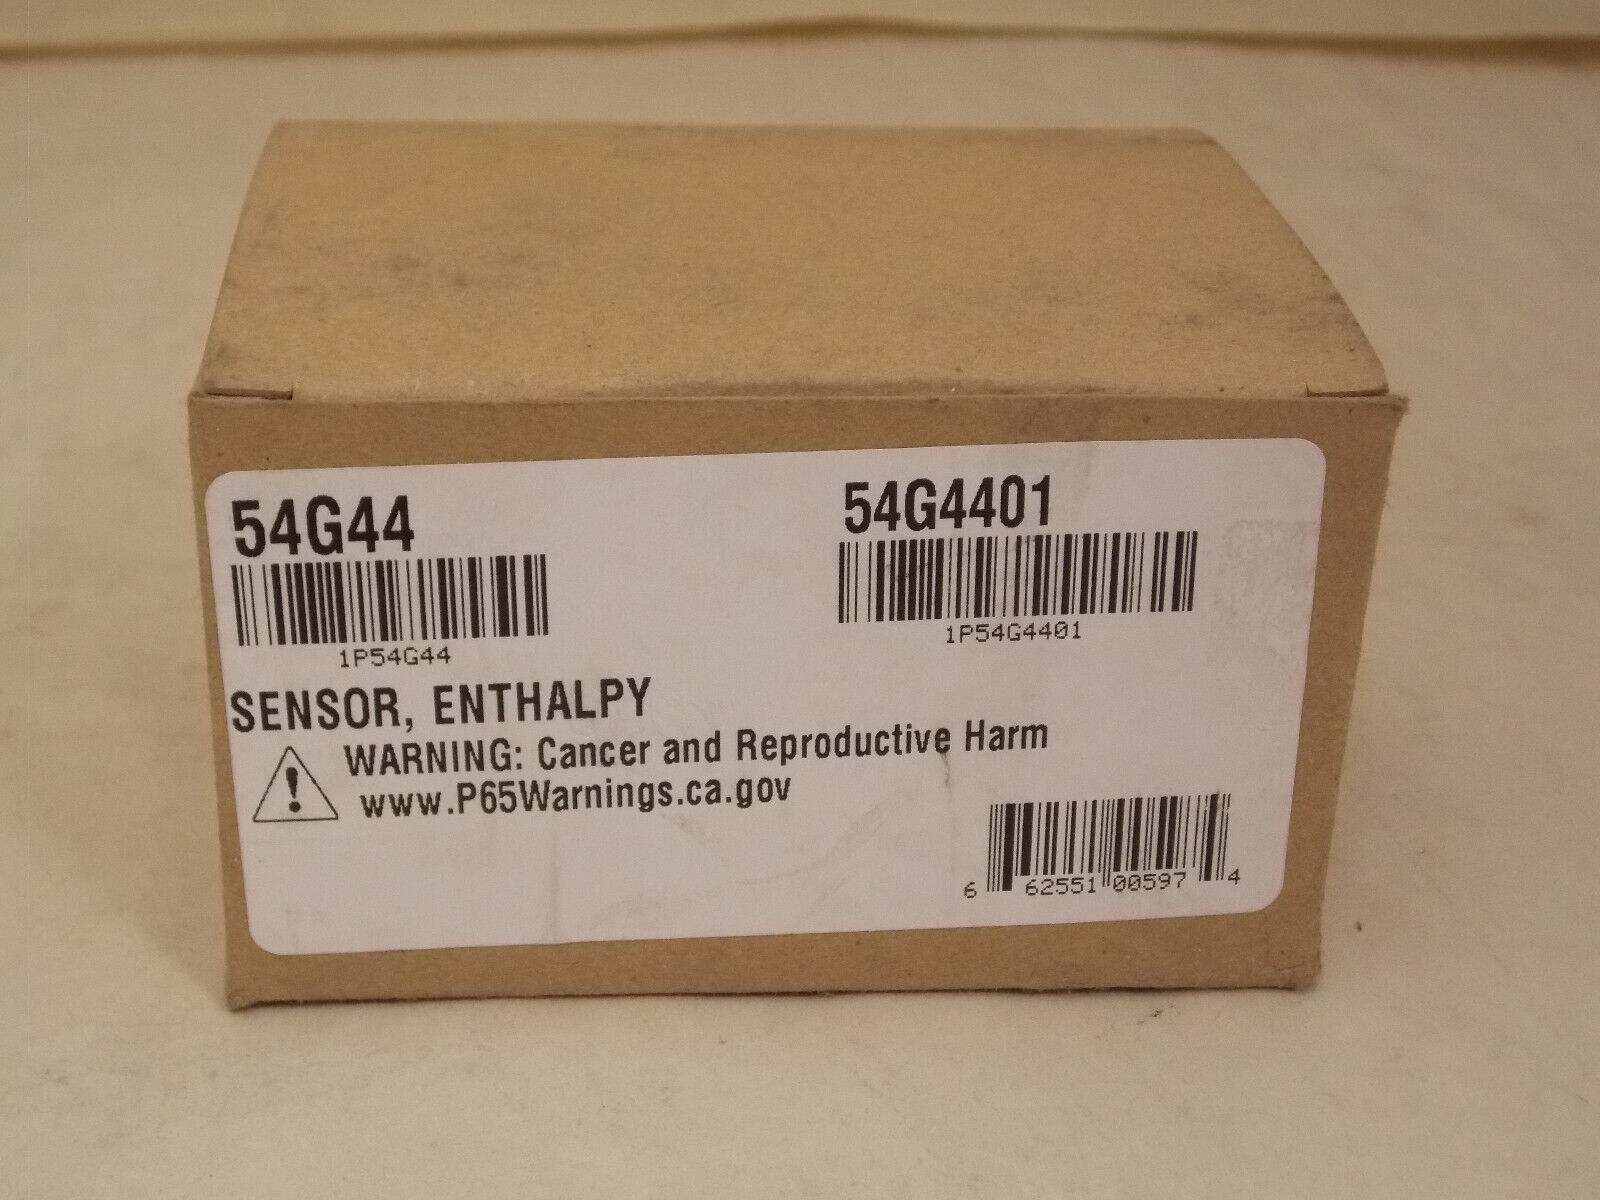 54G44
54G4401
1P54G44
1P54G4401
SENSOR, ENTHALPY
WARNING: Cancer and Reproductive Harm
www.P65Warnings.ca.gov
6 62551 00597 4